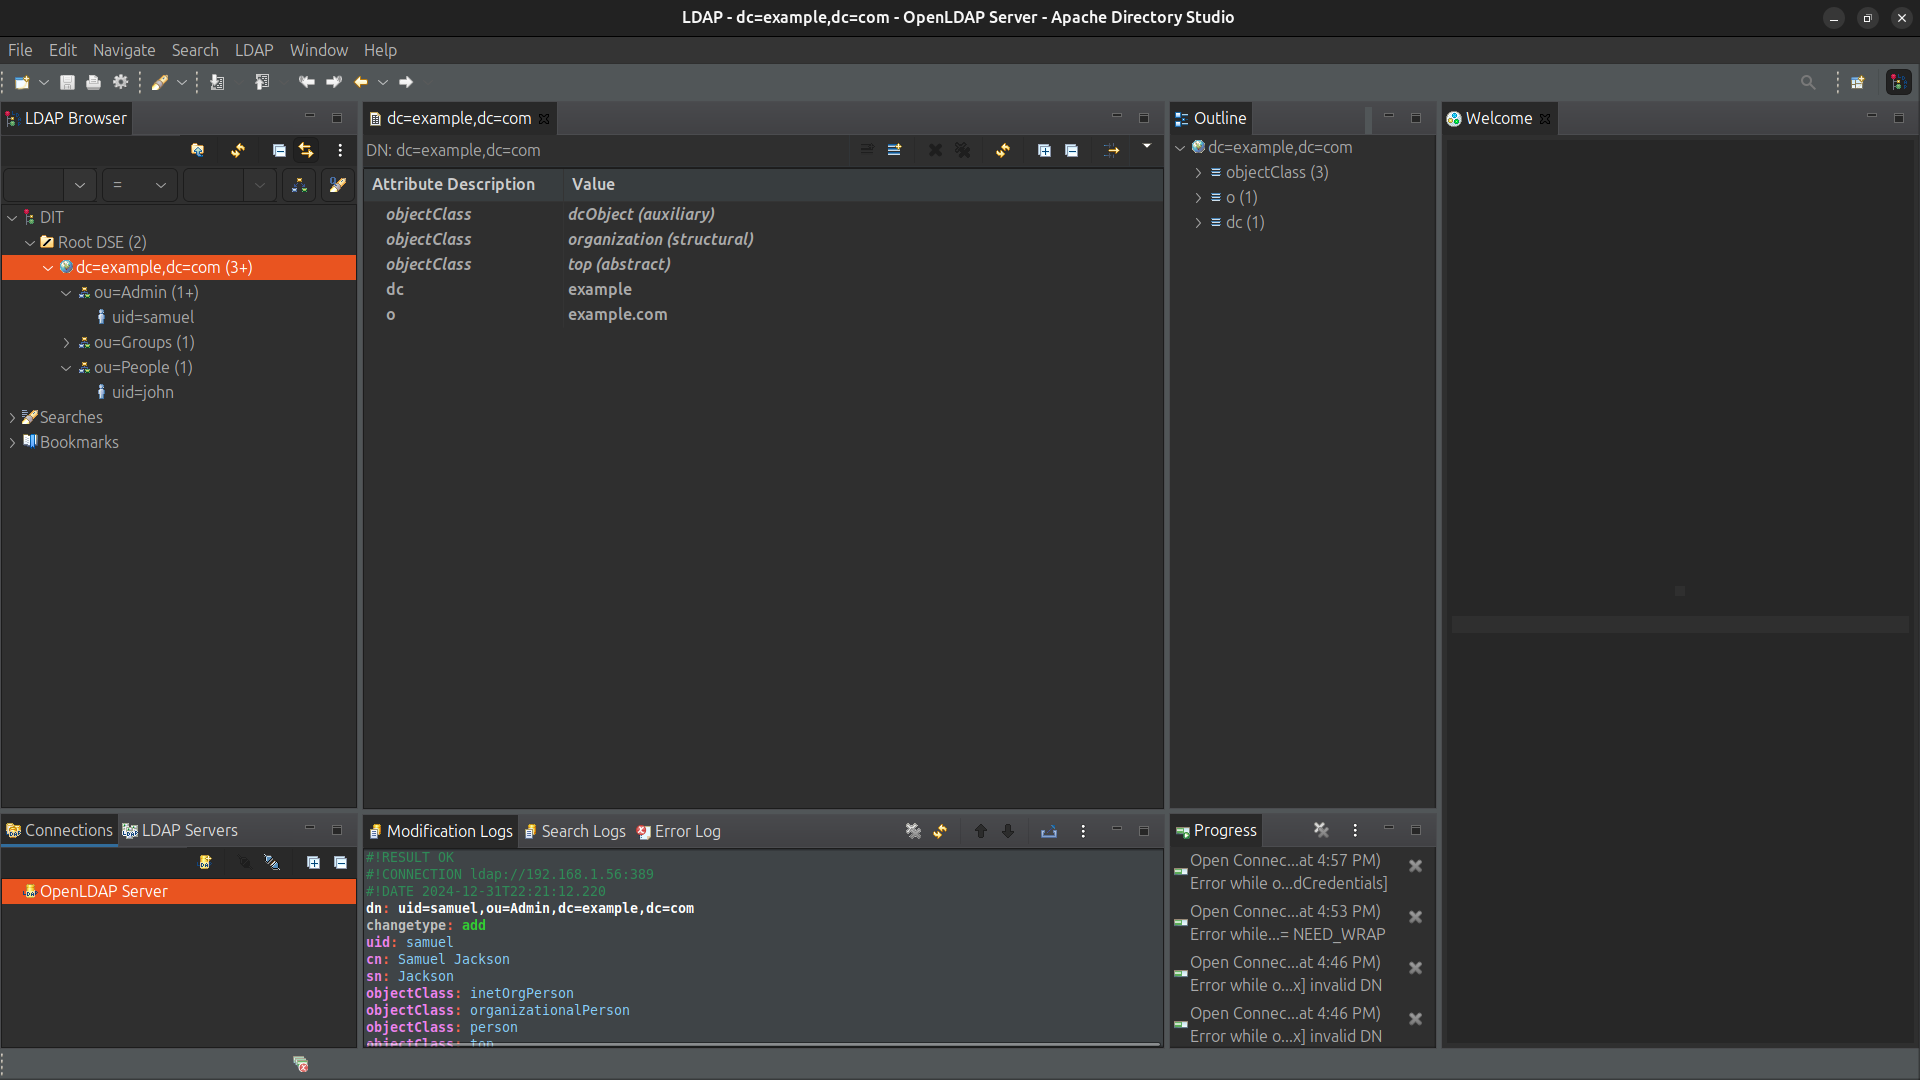 LDAP - dc=example,dc=com - OpenLDAP Server - Apache Directory Studio
File Edit Navigate Search LDAP Window Help
LDAP Browser
=
DIT
Root DSE (2)
dc=example,dc=com (3+)
ou=Admin (1+)
uid=samuel
ou=Groups (1)
ou=People (1)
uid=john
Searches
Bookmarks
dc=example,dc=com
DN: dc=example,dc=com
Attribute Description Value
objectClass dcObject (auxiliary)
objectClass organization (structural)
objectClass top (abstract)
dc example
o example.com
Outline
dc=example,dc=com
objectClass (3)
o (1)
dc (1)
Welcome
Connections LDAP Servers
OpenLDAP Server
Modification Logs Search Logs Error Log
#!RESULT OK
#!CONNECTION ldap://192.168.1.56:389
#!DATE 2024-12-31T22:21:12.220
dn: uid=samuel,ou=Admin,dc=example,dc=com
changetype: add
uid: samuel
cn: Samuel Jackson
sn: Jackson
objectClass: inetOrgPerson
objectClass: organizationalPerson
objectClass: person
objectClass: top
Progress
Open Connec...at 4:57 PM)
Error while o...dCredentials]
Open Connec...at 4:53 PM)
Error while...= NEED_WRAP
Open Connec...at 4:46 PM)
Error while o...x] invalid DN
Open Connec...at 4:46 PM)
Error while o...x] invalid DN